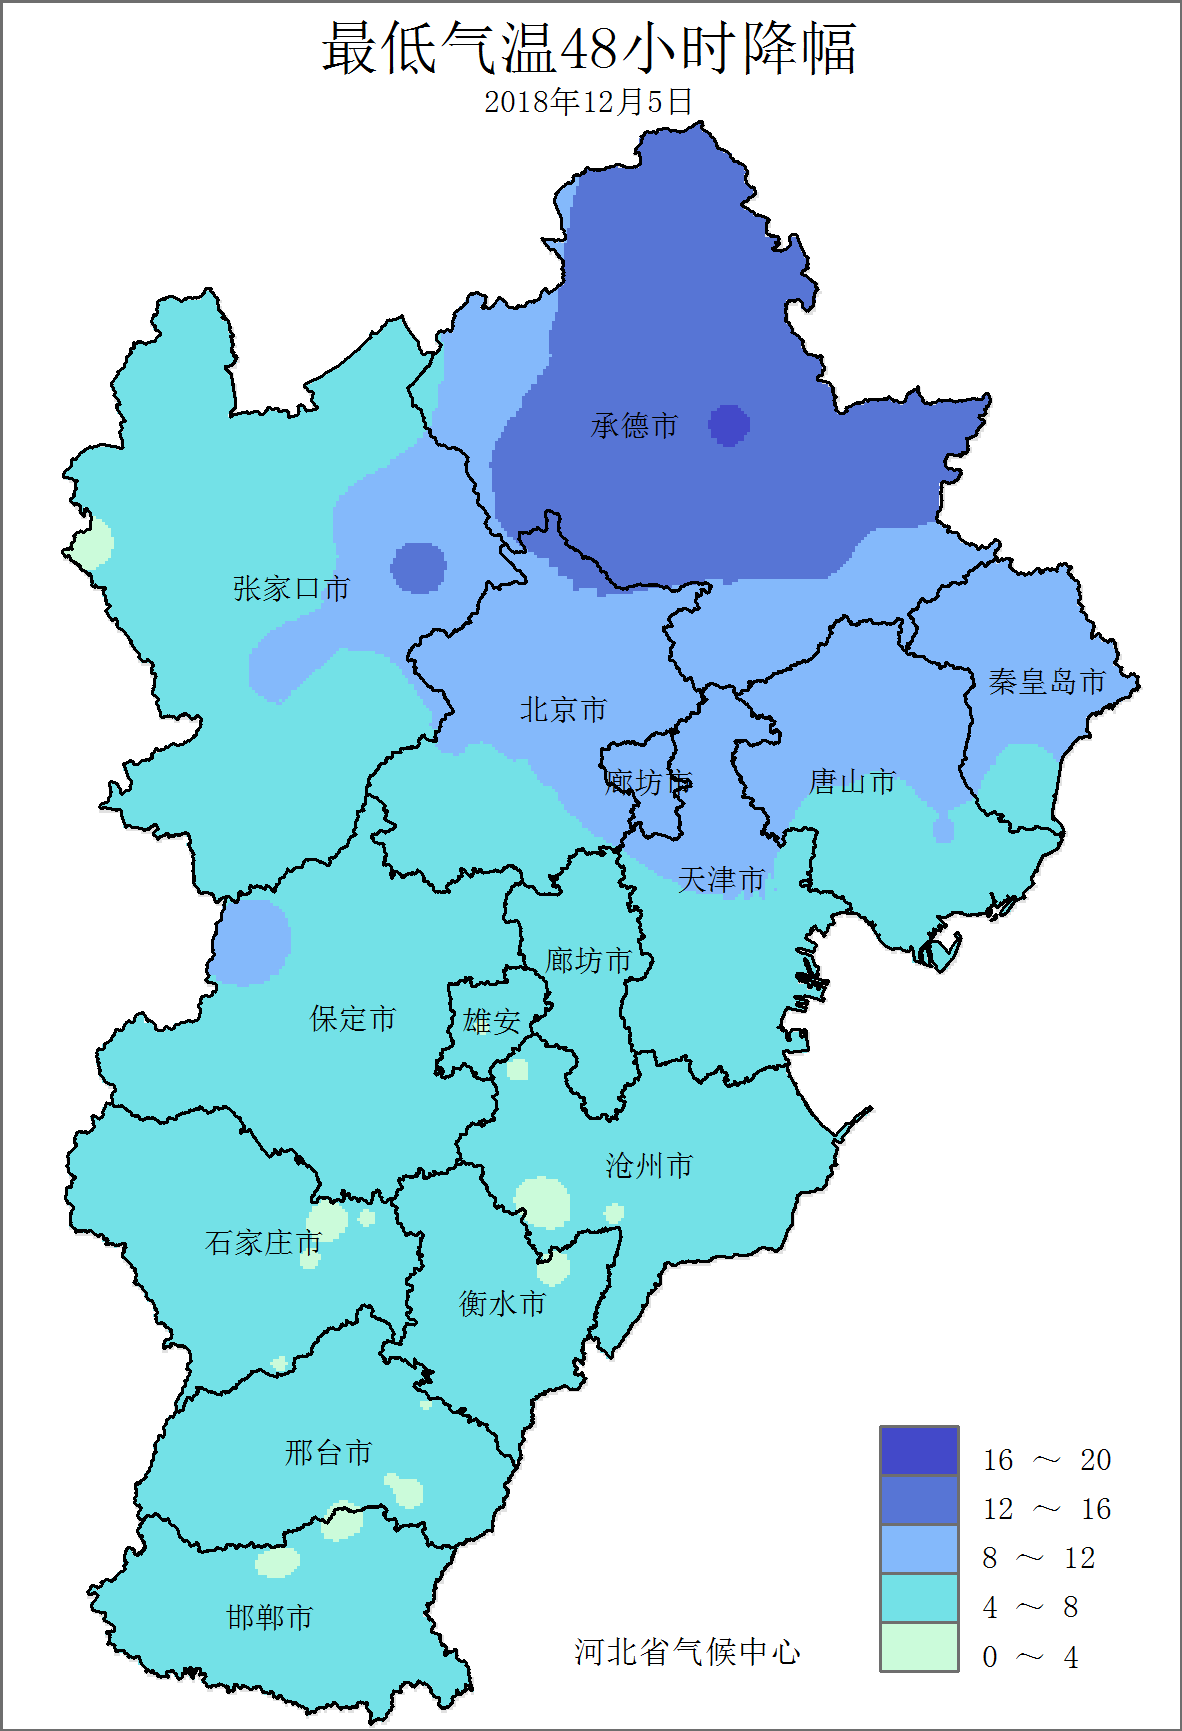 最低气温48小时降幅
2018年12月5日
承德市
张家口市
秦皇岛市
北京市
廊坊市
唐山市
天津市
廊坊市
保定市
雄安
沧州市
石家庄市
衡水市
邢台市
邯郸市
河北省气候中心
16 ～ 20
12 ～ 16
8 ～ 12
4 ～ 8
0 ～ 4